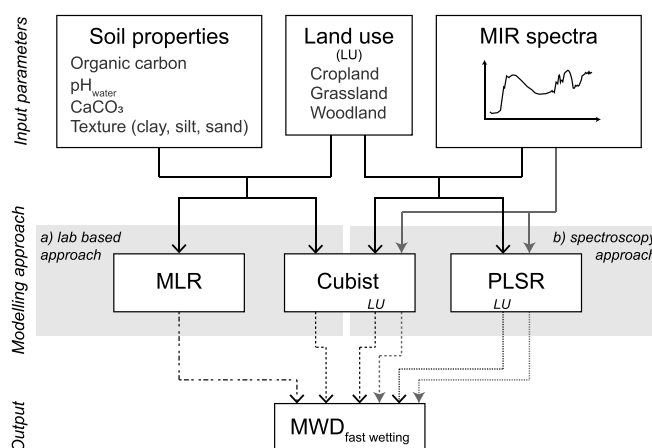 Input parameters
Soil properties
Organic carbon
pHwater
CaCO₃
Texture (clay, silt, sand)
Land use
(LU)
Cropland
Grassland
Woodland
MIR spectra
Modelling approach
a) lab based
approach
b) spectroscopy
approach
MLR
Cubist
LU
PLSR
LU
Output
MWDfast wetting